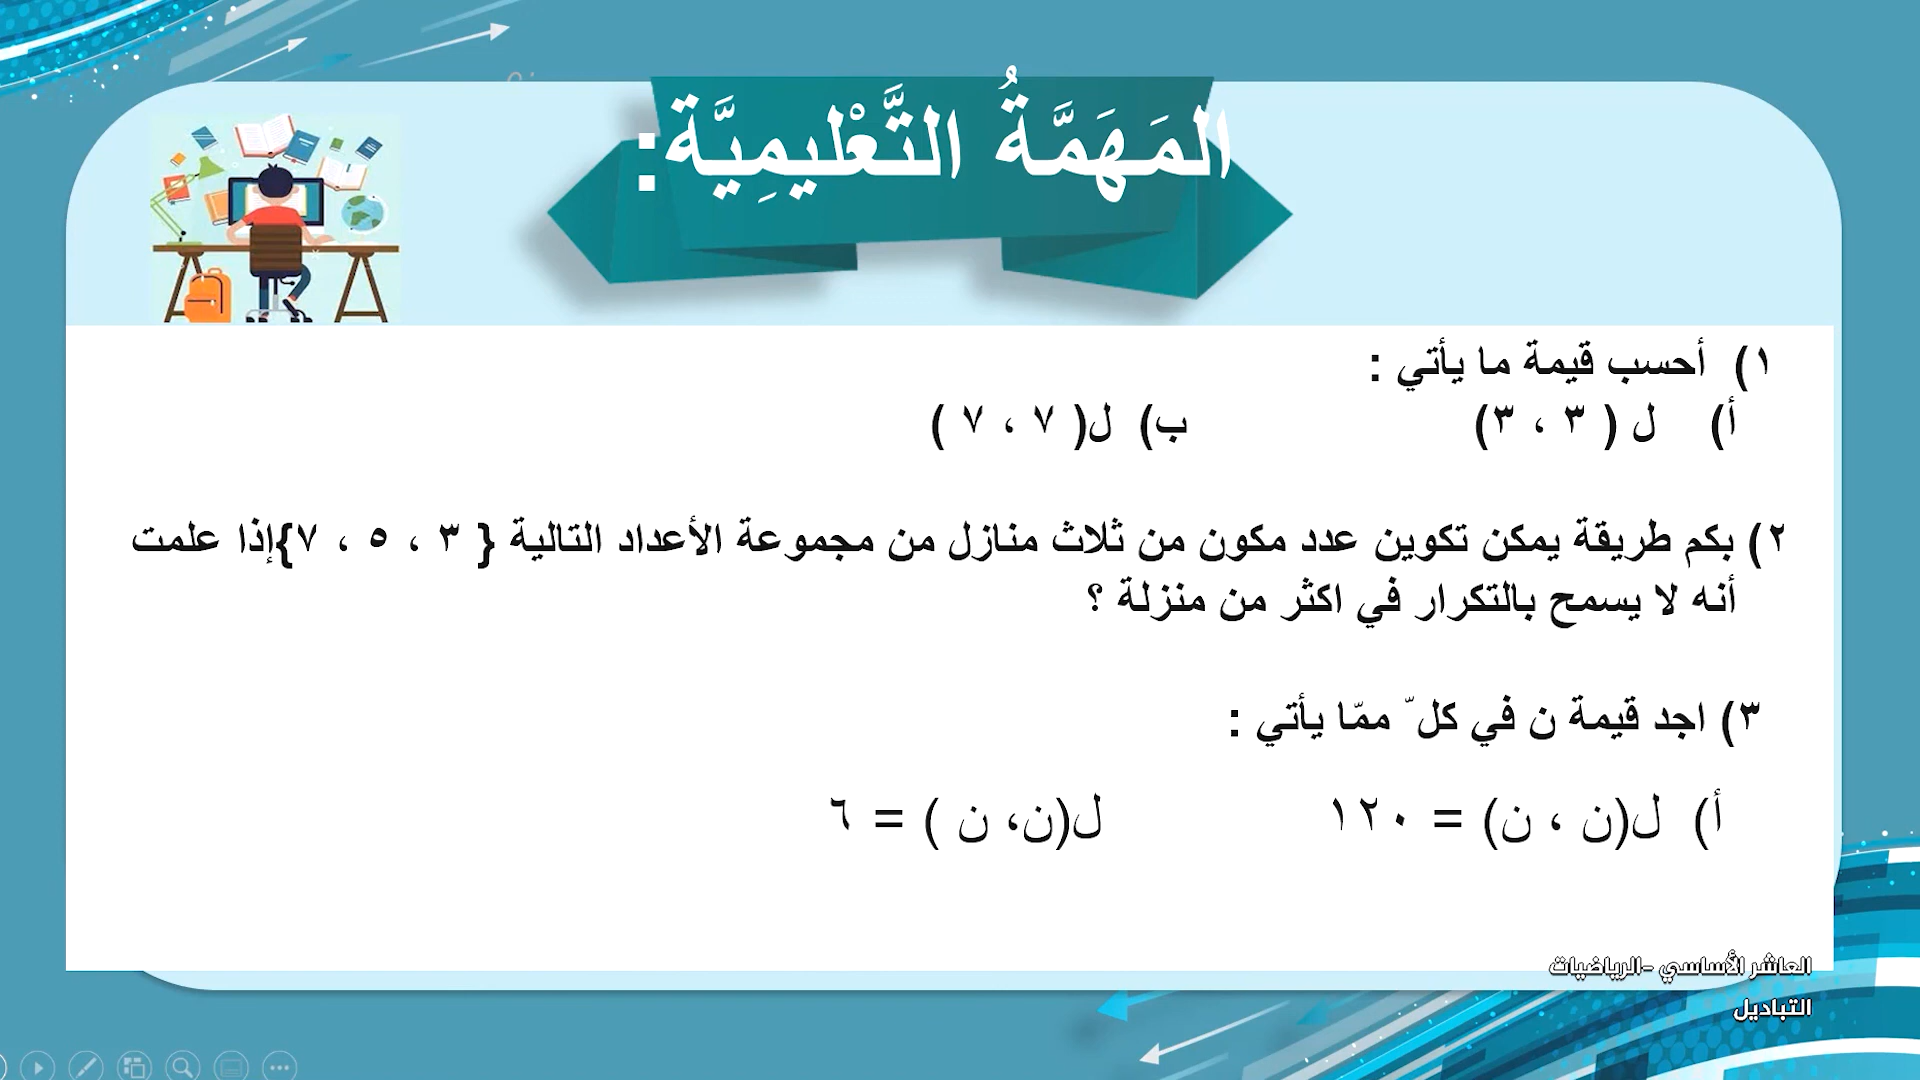 المَهَمَّةُ التَّعْليمِيَّة:
١) أحسب قيمة ما يأتي :
أ) ل ( ٣ ، ٣) ب) ل( ٧ ، ٧ )
٢) بكم طريقة يمكن تكوين عدد مكون من ثلاث منازل من مجموعة الأعداد التالية { ٣ ، ٥ ، ٧}إذا علمت
أنه لا يسمح بالتكرار في اكثر من منزلة ؟
٣) اجد قيمة ن في كل ّ ممّا يأتي :
أ) ل(ن ، ن) = ١٢٠ ل(ن، ن ) = ٦
العاشر الأساسي -الرياضيات
التباديل